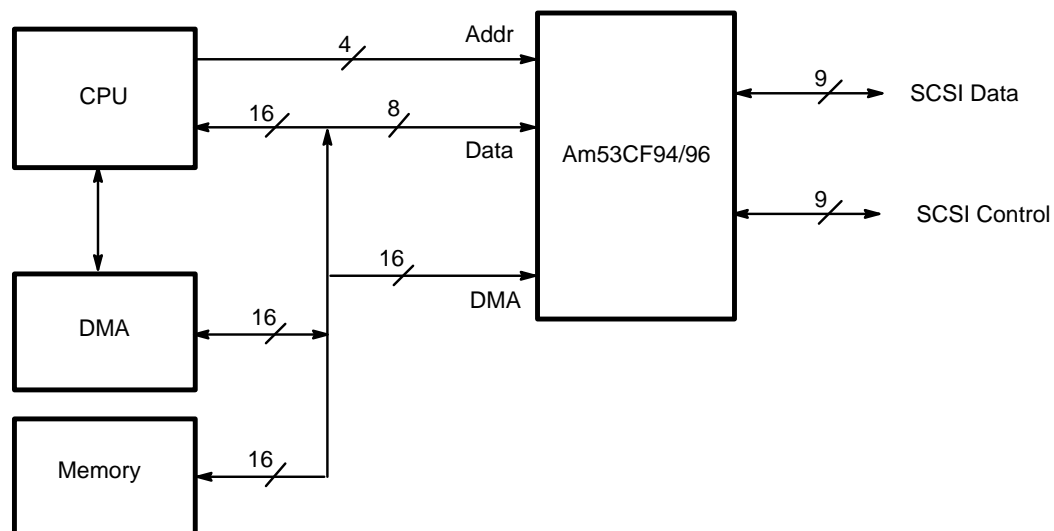 4
Addr
CPU
9
SCSI Data
16
8
Data
Am53CF94/96
9
SCSI Control
16
DMA
DMA
16
Memory
16